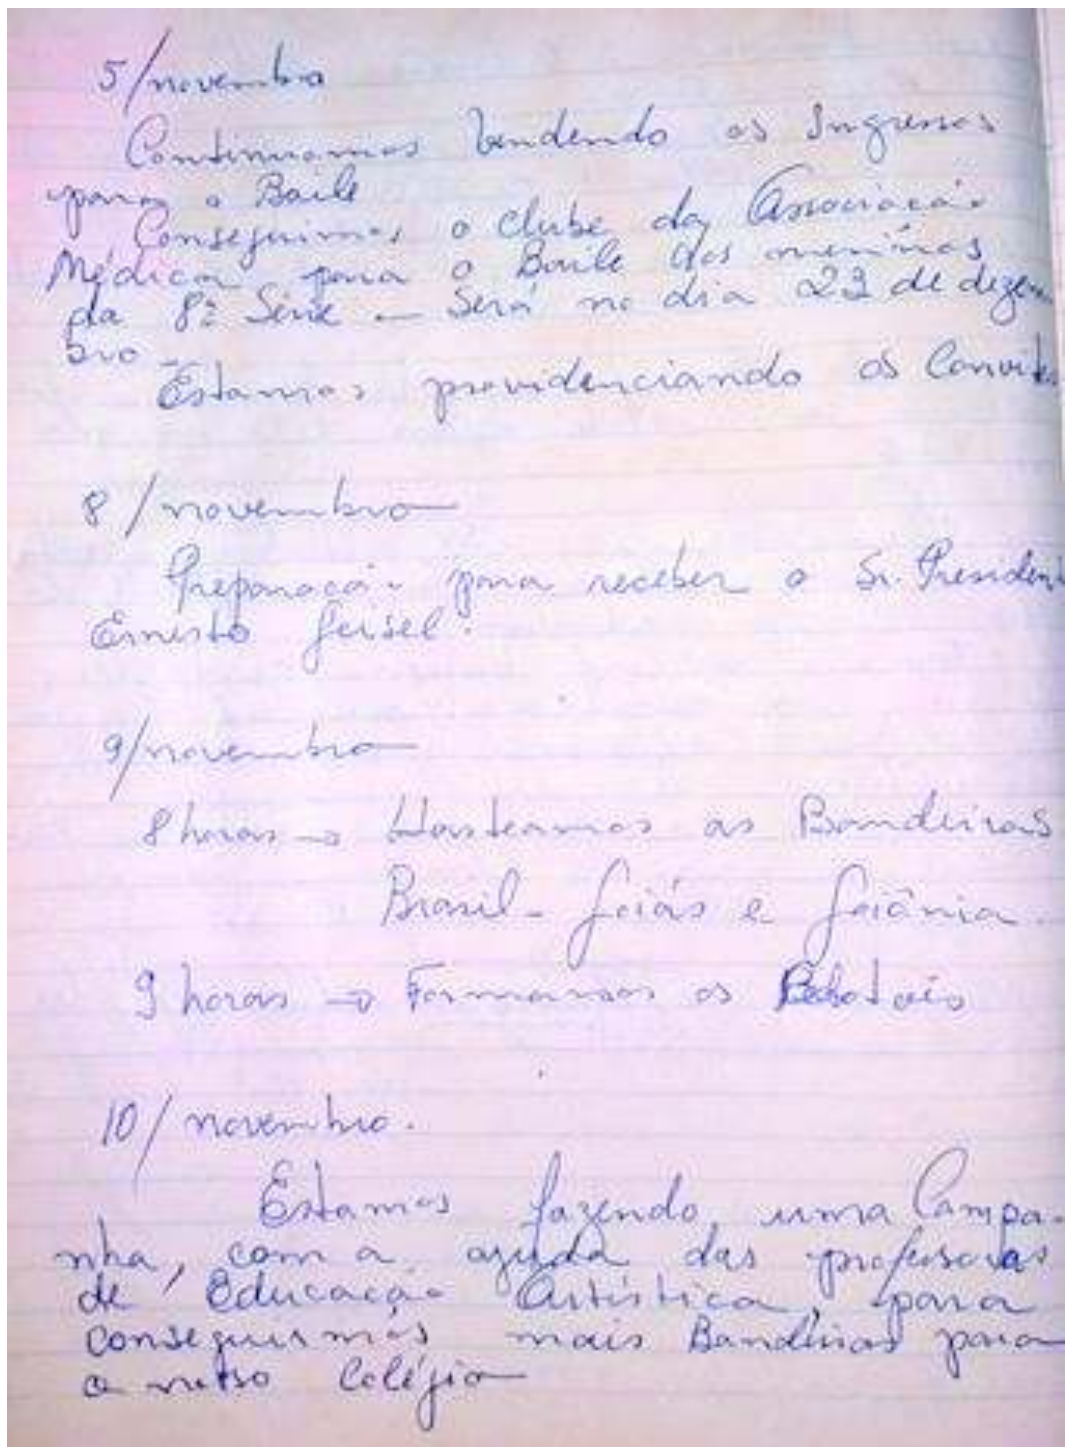 5/novembro
Continuamos Vendendo os Ingressos
para o Baile
Conseguimos o clube da Associação
Médica para o Baile dos meninos
da 8ª Série – Será no dia 23 de dezem
bro –
Estamos providenciando os Convites
8/novembro
Preparação para receber o Sr. Presidente
Ernesto Geisel.
9/novembro
8 horas → Hasteamos as Bandeiras
Brasil – Goiás e Goiânia.
9 horas → Formamos os
10/novembro.
Estamos fazendo uma Campa-
nha, com a ajuda das professoras
de Educação Artística, para
conseguirmos mais Bandeiras para
o nosso Colégio